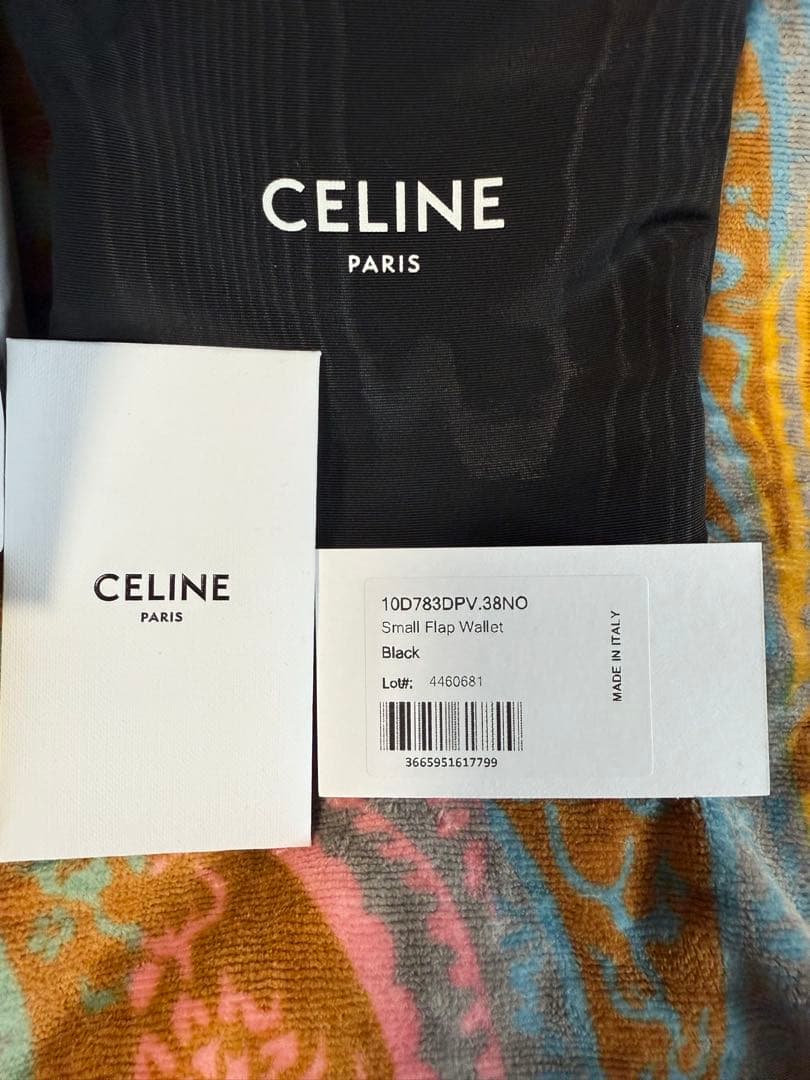 CELINE
PARIS
CELINE
PARIS
10D783DPV.38NO
Small Flap Wallet
Black
Lot#: 4460681
3665951617799
MADE IN ITALY